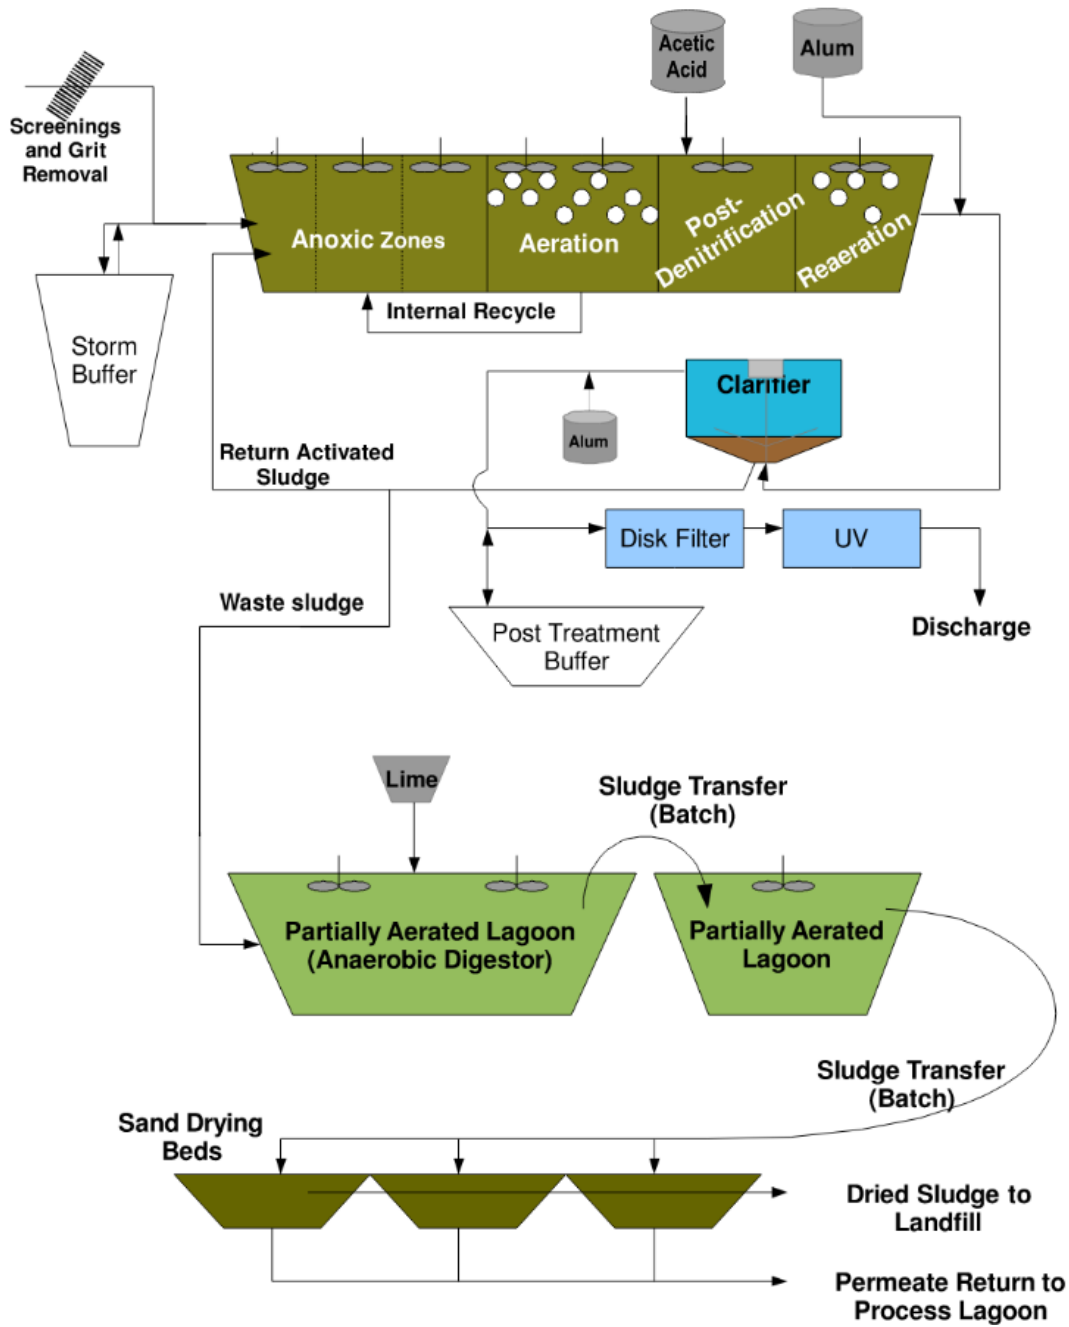 Acetic
Acid
Alum
Screenings
and Grit
Removal
Anoxic Zones
Aeration
Post-
Denitrification
Reaeration
Internal Recycle
Storm
Buffer
Clarifier
Alum
Return Activated
Sludge
Disk Filter
UV
Waste sludge
Post Treatment
Buffer
Discharge
Lime
Sludge Transfer
(Batch)
Partially Aerated Lagoon
(Anaerobic Digestor)
Partially Aerated
Lagoon
Sludge Transfer
(Batch)
Sand Drying
Beds
Dried Sludge to
Landfill
Permeate Return to
Process Lagoon